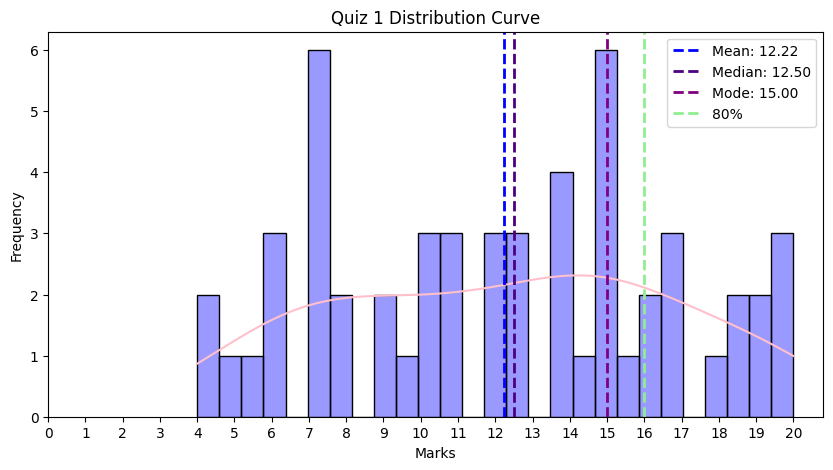 Quiz 1 Distribution Curve
Mean: 12.22
Median: 12.50
Mode: 15.00
80%
Frequency
6
5
4
3
2
1
0
0 1 2 3 4 5 6 7 8 9 10 11 12 13 14 15 16 17 18 19 20
Marks